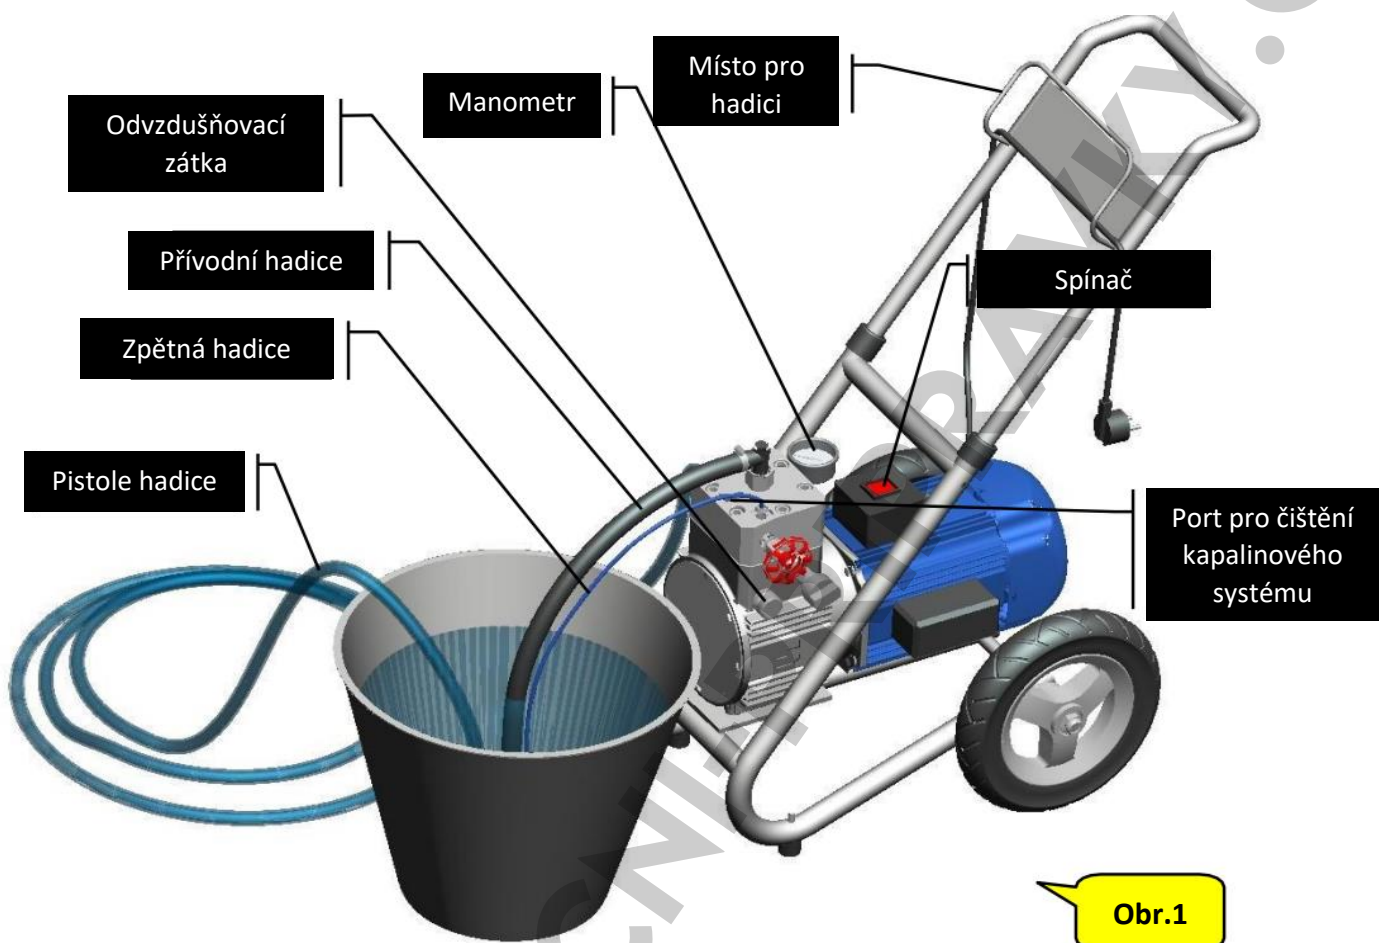 Místo pro
hadici
Manometr
Odvzdušňovací
zátka
Přívodní hadice
Spínač
Zpětná hadice
Pistole hadice
Port pro čištění
kapalinového
systému
Obr.1